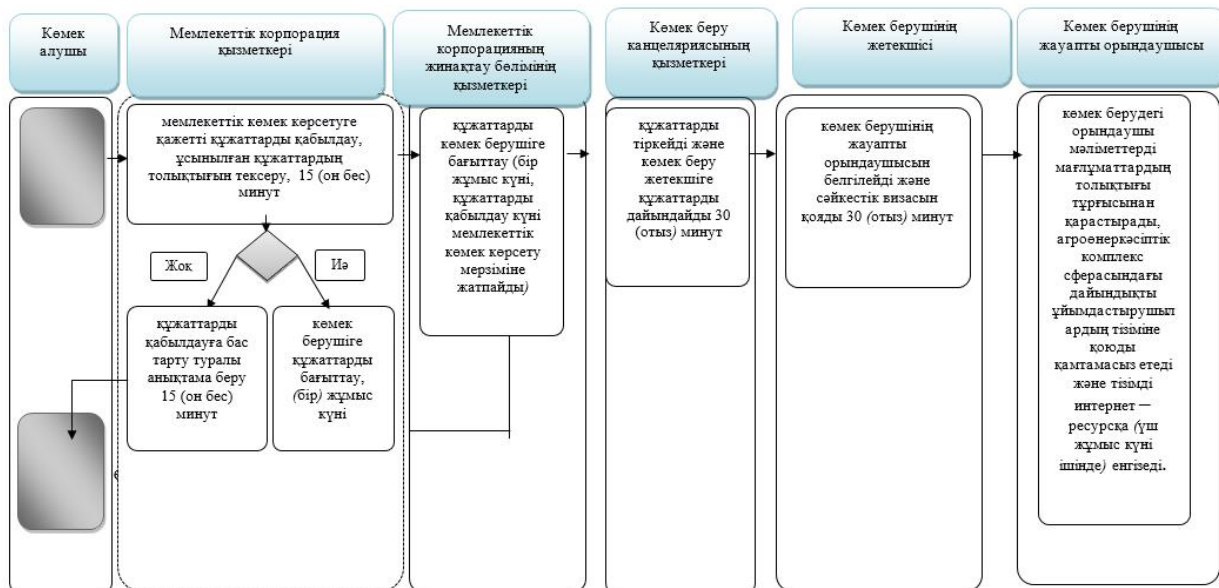 Көмек
алушы
Мемлекеттік корпорация
қызметкері
Мемлекеттік
корпорацияның
жинақтау бөлімінің
қызметкері
Көмек беру
канцеляриясының
қызметкері
Көмек берушінің
жетекшісі
Көмек берушінің
жауапты орындаушысы
мемлекеттік көмек көрсетуге
қажетті құжаттарды қабылдау,
ұсынылған құжаттардың
толықтығын тексеру, 15 (он бес)
минут
Жоқ
Иә
құжаттарды
қабылдауға бас
тарту туралы
анықтама беру
15 (он бес)
минут
көмек
берушіге
құжаттарды
бағыттау,
(бір) жұмыс
күні
құжаттарды
көмек берушіге
бағыттау (бір
жұмыс күні,
құжаттарды
қабылдау күні
мемлекеттік
көмек көрсету
мерзіміне
жатпайды)
құжаттарды
тіркейді және
көмек беру
жетекшіге
құжаттарды
дайындайды 30
(отыз) минут
көмек берушінің
жауапты
орындаушысын
белгілейді және
сәйкестік визасын
қояды 30 (отыз) минут
көмек берудегі
орындаушы
мәліметтерді
мағлұматтардың
толықтығы
тұрғысынан
қарастырады,
агроөнеркәсіптік
комплекс
сферасындағы
дайындықты
ұйымдастырушыл
ардың тізіміне
қоюды
қамтамасыз етеді
және тізімді
интернет —
ресурсқа (үш
жұмыс күні
ішінде) енгізеді.